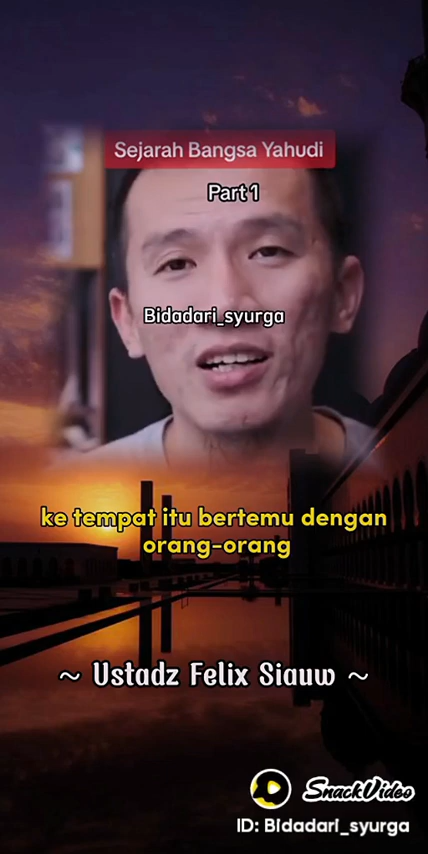 Sejarah Bangsa Yahudi
Part 1
Bidadari_syurga
ke tempat itu bertemu dengan
orang-orang
~ Ustadz Felix Siauw ~
SnackVideo
ID: Bidadari_syurga